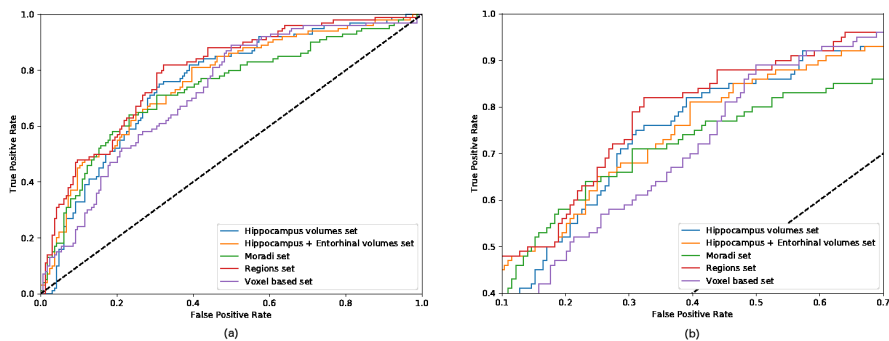 1.0
0.8
0.6
0.4
0.2
0.0
True Positive Rate
0.0 0.2 0.4 0.6 0.8 1.0
False Positive Rate
Hippocampus volumes set
Hippocampus + Entorhinal volumes set
Moradi set
Regions set
Voxel based set
(a)
1.0
0.9
0.8
0.7
0.6
0.5
0.4
True Positive Rate
0.1 0.2 0.3 0.4 0.5 0.6 0.7
False Positive Rate
Hippocampus volumes set
Hippocampus + Entorhinal volumes set
Moradi set
Regions set
Voxel based set
(b)